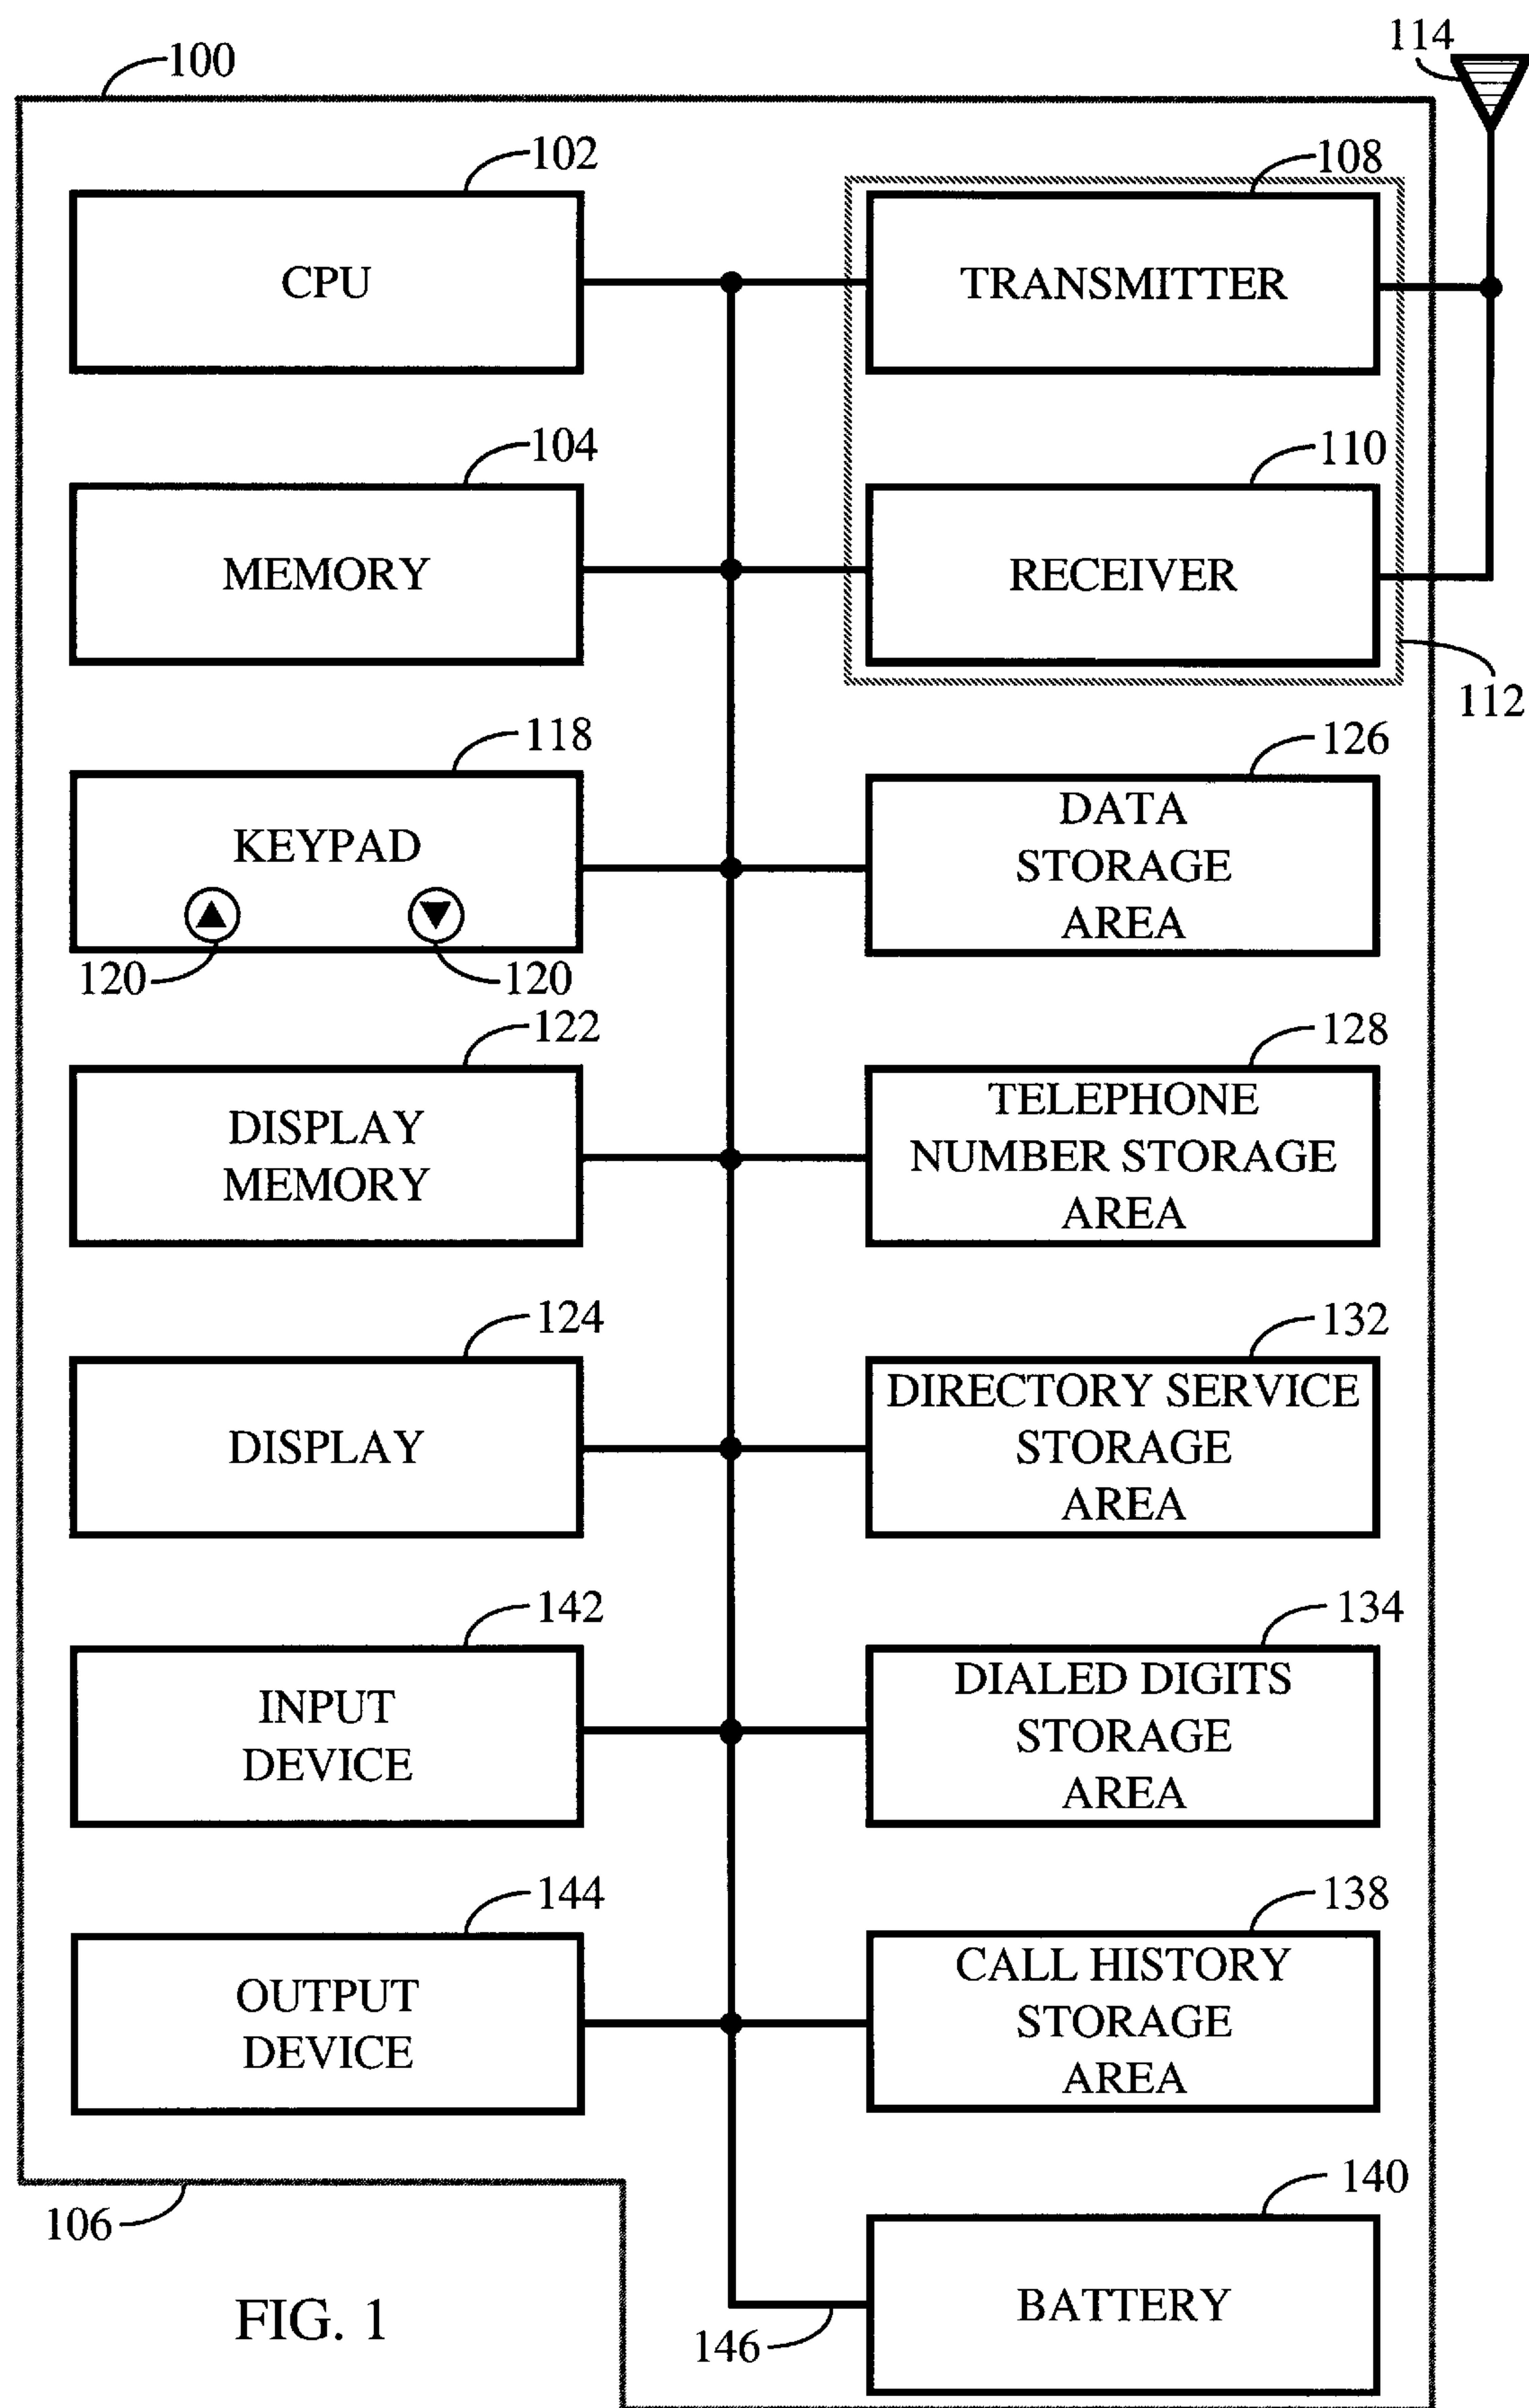 114
100
102
108
CPU
TRANSMITTER
104
110
MEMORY
RECEIVER
112
118
126
KEYPAD
DATA
STORAGE
AREA
120
120
122
128
DISPLAY
MEMORY
TELEPHONE
NUMBER STORAGE
AREA
124
132
DISPLAY
DIRECTORY SERVICE
STORAGE
AREA
142
134
INPUT
DEVICE
DIALED DIGITS
STORAGE
AREA
144
138
OUTPUT
DEVICE
CALL HISTORY
STORAGE
AREA
106
140
BATTERY
146
FIG. 1